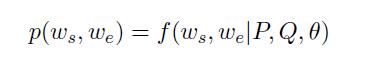 p(w_s, w_e) = f(w_s, w_e|P, Q, θ)